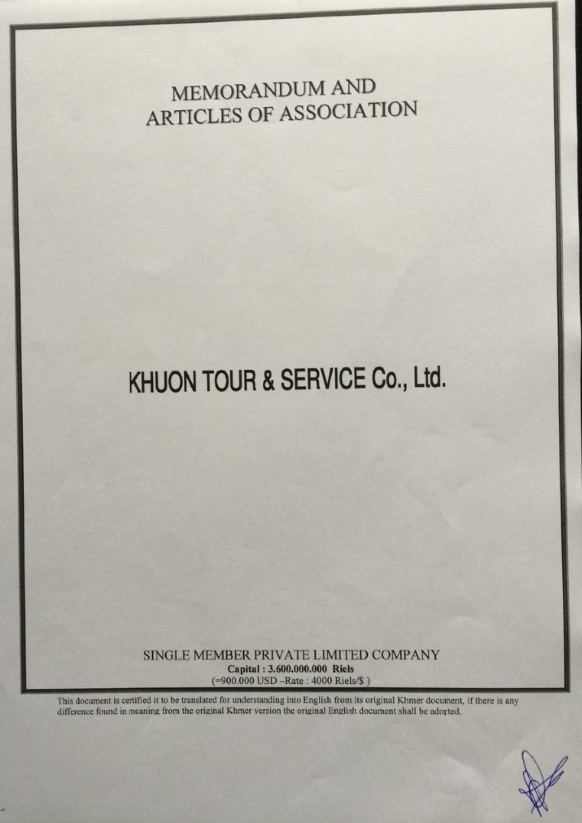 MEMORANDUM AND
ARTICLES OF ASSOCIATION
KHUON TOUR & SERVICE Co., Ltd.
SINGLE MEMBER PRIVATE LIMITED COMPANY
Capital : 3.600.000.000 Riels
(=900.000 USD –Rate : 4000 Riels/$ )
This document is certified it to be translated for understanding into English from its original Khmer document, if there is any
difference found in meaning from the original Khmer version the original English document shall be adorted.